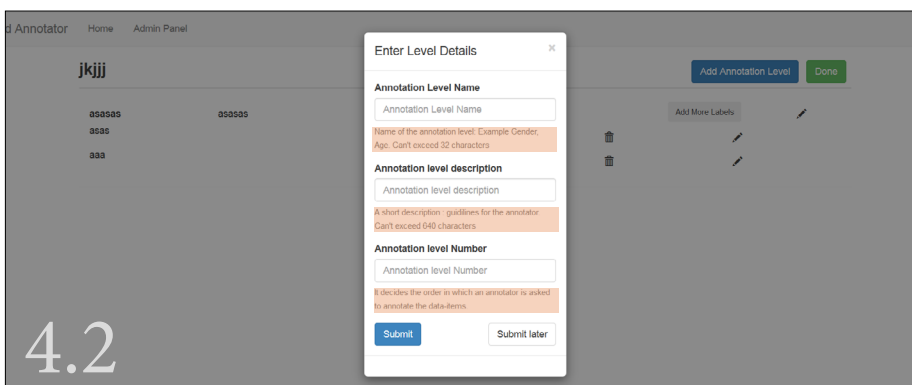 d Annotator Home Admin Panel
jkjjj
Add Annotation Level Done
asasas asasas Add More Labels
asas
aaa
Enter Level Details ×
Annotation Level Name
Annotation Level Name
Name of the annotation level: Example Gender,
Age. Can't exceed 32 characters
Annotation level description
Annotation level description
A short description : guidlines for the annotator
Can't exceed 640 characters
Annotation level Number
Annotation level Number
It decides the order in which an annotator is asked
to annotate the data-items
Submit Submit later
4.2